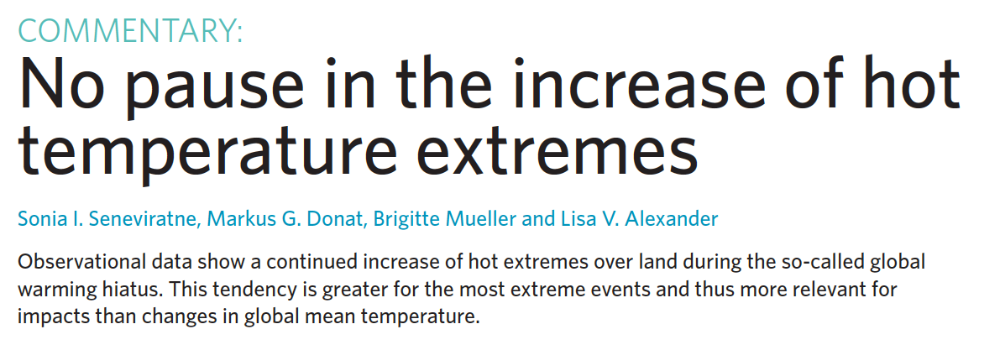 COMMENTARY:
No pause in the increase of hot
temperature extremes
Sonia I. Seneviratne, Markus G. Donat, Brigitte Mueller and Lisa V. Alexander
Observational data show a continued increase of hot extremes over land during the so-called global
warming hiatus. This tendency is greater for the most extreme events and thus more relevant for
impacts than changes in global mean temperature.